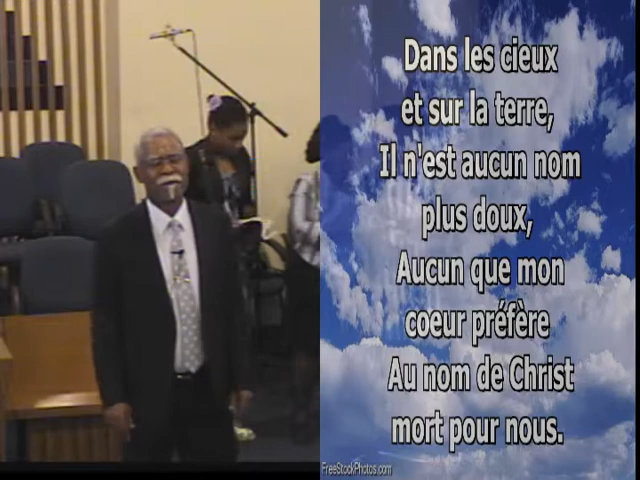 Dans les cieux
et sur la terre,
Il n'est aucun nom
plus doux,
Aucun que mon
coeur préfère
Au nom de Christ
mort pour nous.
FreeStockPhotos.com